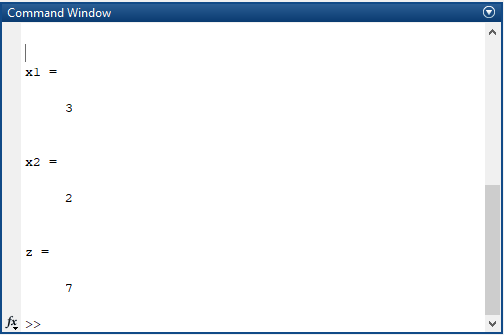 Command Window
x1 =
3
x2 =
2
z =
7
fx >>